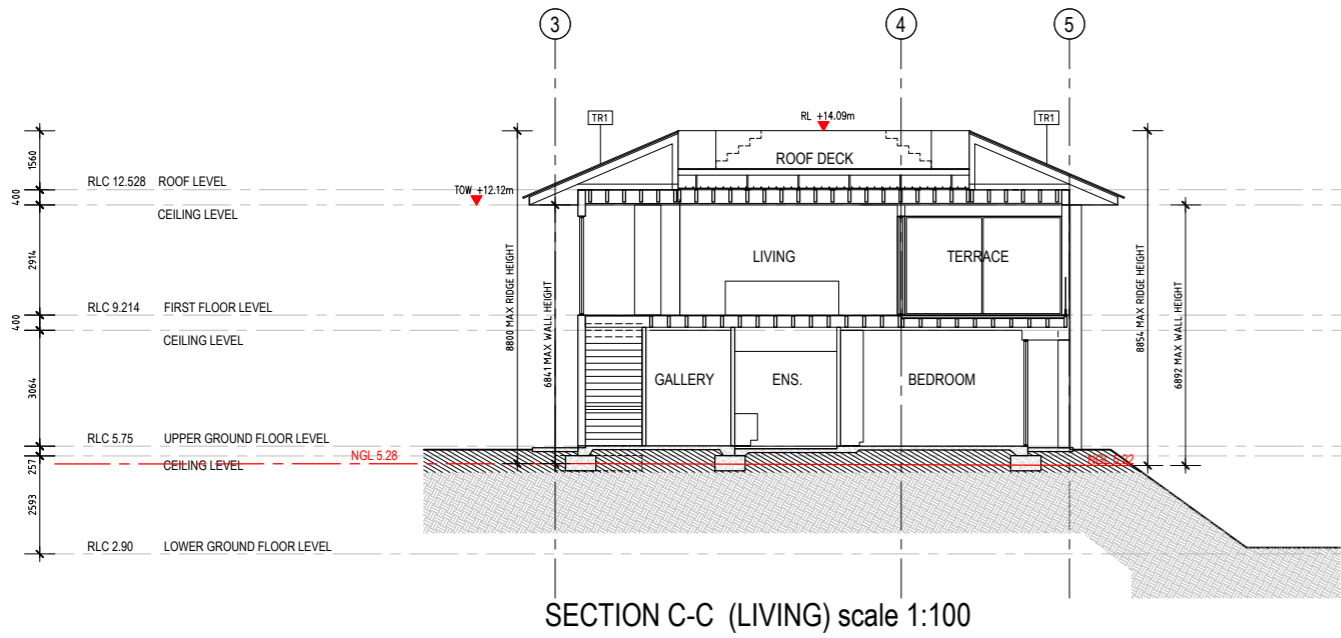 3
4
5
TR1
RL +14.09m
TR1
ROOF DECK
1560
RLC 12.528 ROOF LEVEL
400
TOW +12.12m
CEILING LEVEL
2914
LIVING
TERRACE
8800 MAX RIDGE HEIGHT
6841 MAX WALL HEIGHT
8854 MAX RIDGE HEIGHT
6892 MAX WALL HEIGHT
RLC 9.214 FIRST FLOOR LEVEL
400
CEILING LEVEL
3064
GALLERY
ENS.
BEDROOM
RLC 5.75 UPPER GROUND FLOOR LEVEL
NGL 5.28
257
CEILING LEVEL
NGL 5.22
2593
RLC 2.90 LOWER GROUND FLOOR LEVEL
SECTION C-C (LIVING) scale 1:100